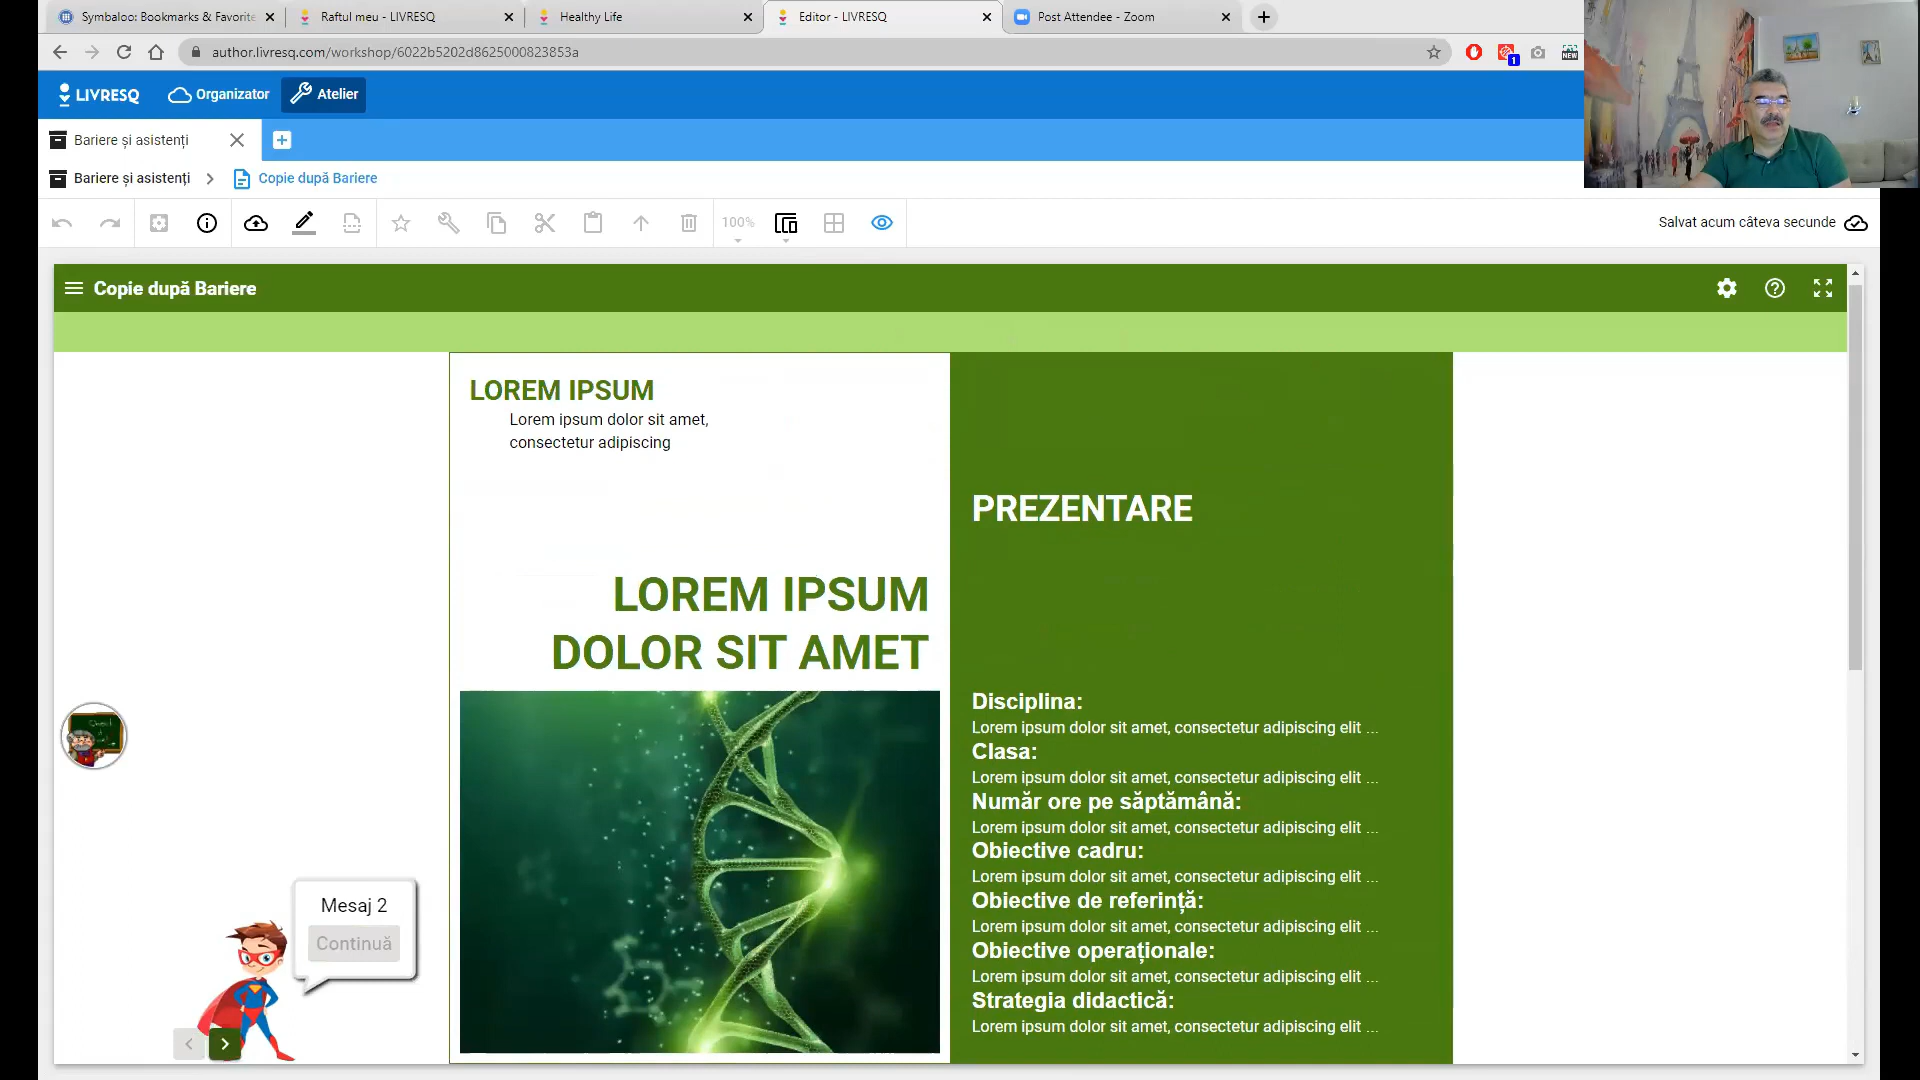 Symbaloo: Bookmarks & Favorite
Raftul meu - LIVRESQ
Healthy Life
Editor - LIVRESQ
Post Attendee - Zoom
author.livresq.com/workshop/6022b5202d8625000823853a
1
NEW
LIVRESQ
Organizator
Atelier
Bariere și asistenți
Bariere și asistenți
Copie după Bariere
100%
Salvat acum câteva secunde
Copie după Bariere
LOREM IPSUM
Lorem ipsum dolor sit amet,
consectetur adipiscing
LOREM IPSUM
DOLOR SIT AMET
PREZENTARE
Disciplina:
Lorem ipsum dolor sit amet, consectetur adipiscing elit ...
Clasa:
Lorem ipsum dolor sit amet, consectetur adipiscing elit ...
Număr ore pe săptămână:
Lorem ipsum dolor sit amet, consectetur adipiscing elit ...
Obiective cadru:
Lorem ipsum dolor sit amet, consectetur adipiscing elit ...
Obiective de referință:
Lorem ipsum dolor sit amet, consectetur adipiscing elit ...
Obiective operaționale:
Lorem ipsum dolor sit amet, consectetur adipiscing elit ...
Strategia didactică:
Lorem ipsum dolor sit amet, consectetur adipiscing elit ...
Mesaj 2
Continuă